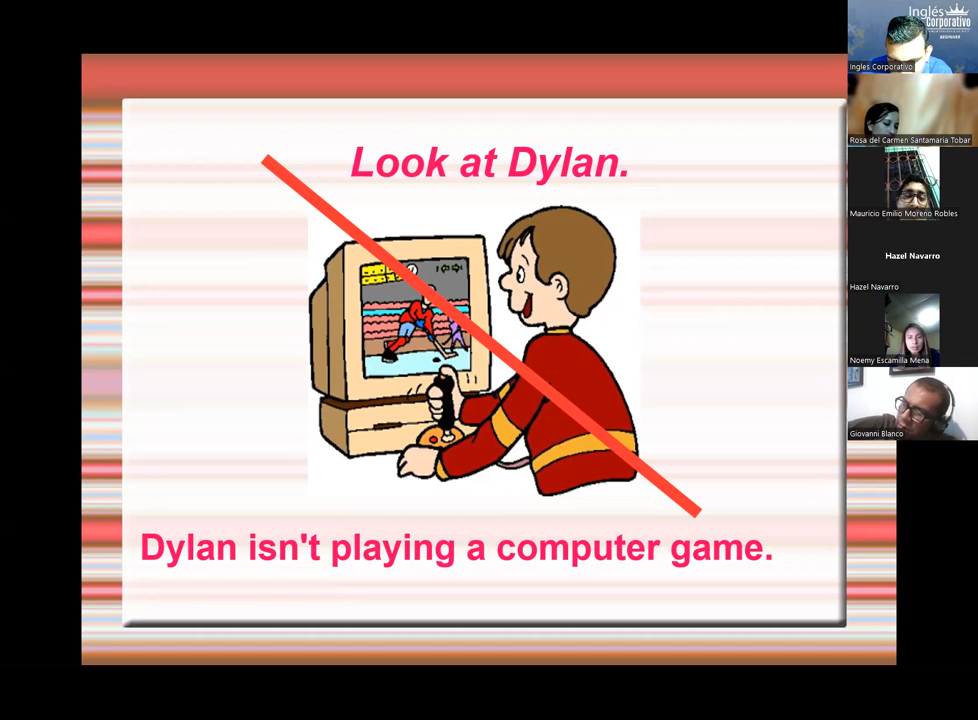 Look at Dylan.
Dylan isn't playing a computer game.
Inglés
Corporativo
BEGINNER
Ingles Corporativo
Rosa del Carmen Santamaria Tobar
Mauricio Emilio Moreno Robles
Hazel Navarro
Hazel Navarro
Noemy Escamilla Mena
Giovanni Blanco